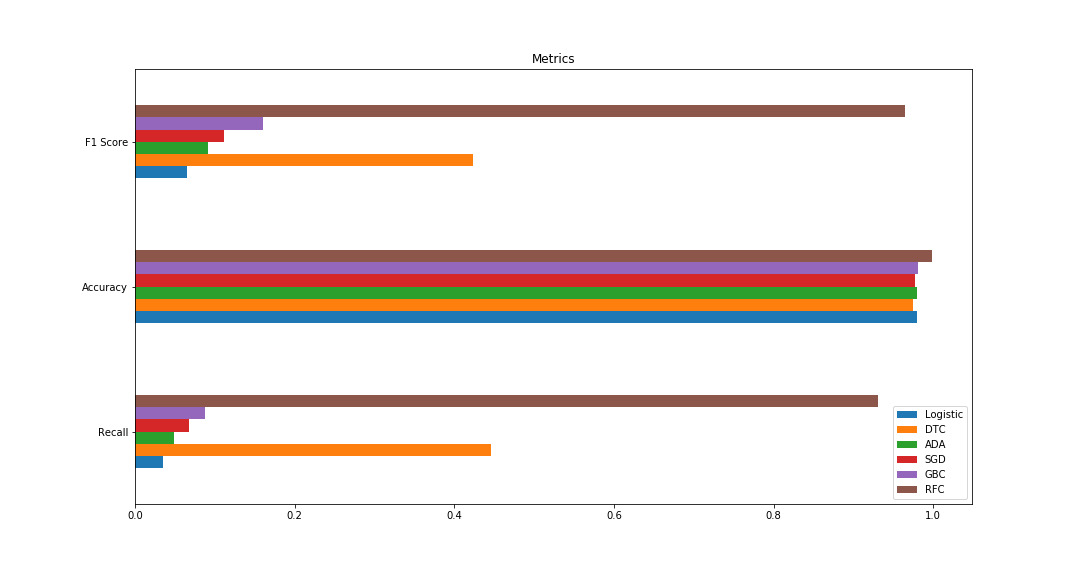 Metrics
F1 Score
Accuracy
Recall
Logistic
DTC
ADA
SGD
GBC
RFC
0.0 0.2 0.4 0.6 0.8 1.0